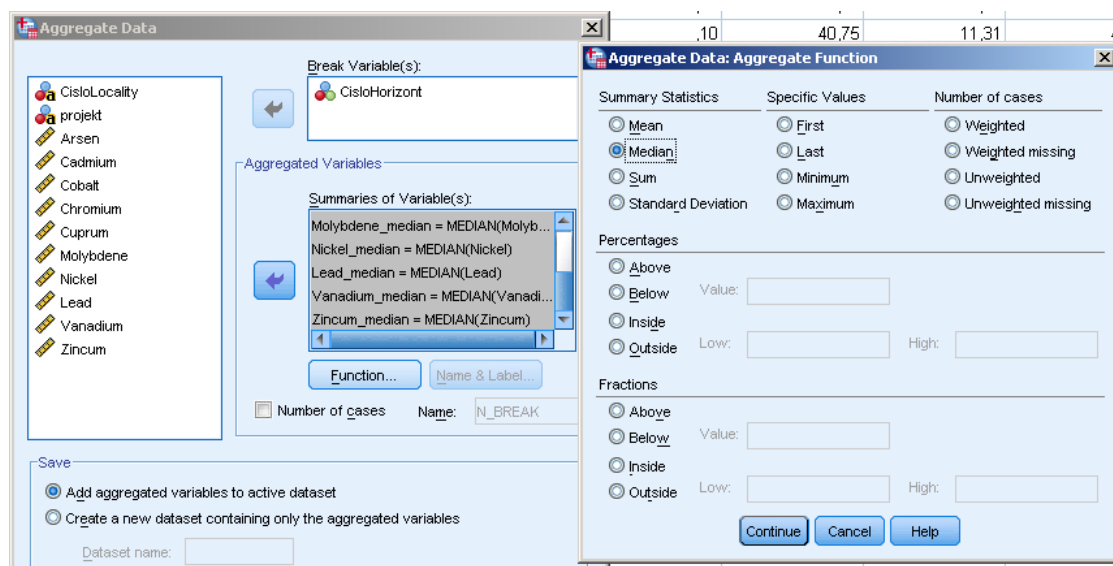 Aggregate Data
,10 40,75 11,31
CisloLocality
projekt
Arsen
Cadmium
Cobalt
Chromium
Cuprum
Molybdene
Nickel
Lead
Vanadium
Zincum
Break Variable(s):
CisloHorizont
Aggregated Variables
Summaries of Variable(s):
Molybdene_median = MEDIAN(Molyb...
Nickel_median = MEDIAN(Nickel)
Lead_median = MEDIAN(Lead)
Vanadium_median = MEDIAN(Vanadi...
Zincum_median = MEDIAN(Zincum)
Function... Name & Label...
Number of cases Name: N_BREAK
Save
Add aggregated variables to active dataset
Create a new dataset containing only the aggregated variables
Dataset name:
Aggregate Data: Aggregate Function
Summary Statistics Specific Values Number of cases
Mean First Weighted
Median Last Weighted missing
Sum Minimum Unweighted
Standard Deviation Maximum Unweighted missing
Percentages
Above
Below Value:
Inside
Outside Low: High:
Fractions
Above
Below Value:
Inside
Outside Low: High:
Continue Cancel Help